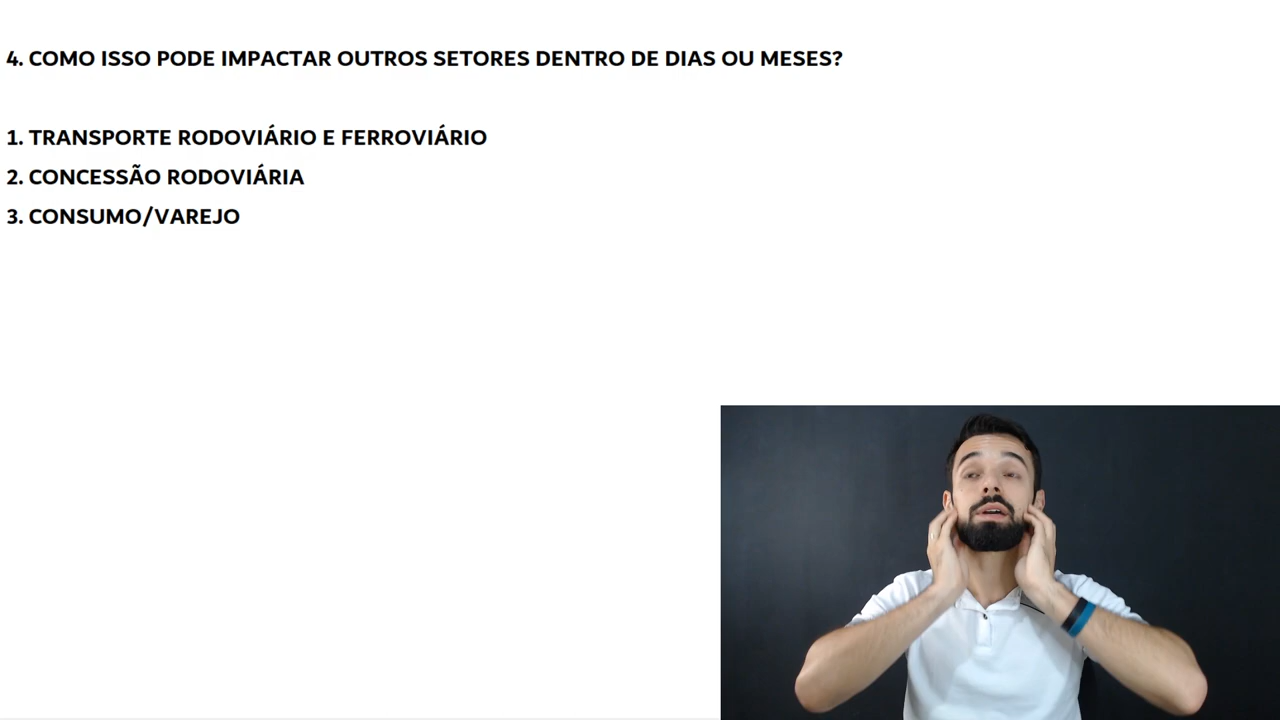 4. COMO ISSO PODE IMPACTAR OUTROS SETORES DENTRO DE DIAS OU MESES?
1. TRANSPORTE RODOVIÁRIO E FERROVIÁRIO
2. CONCESSÃO RODOVIÁRIA
3. CONSUMO/VAREJO